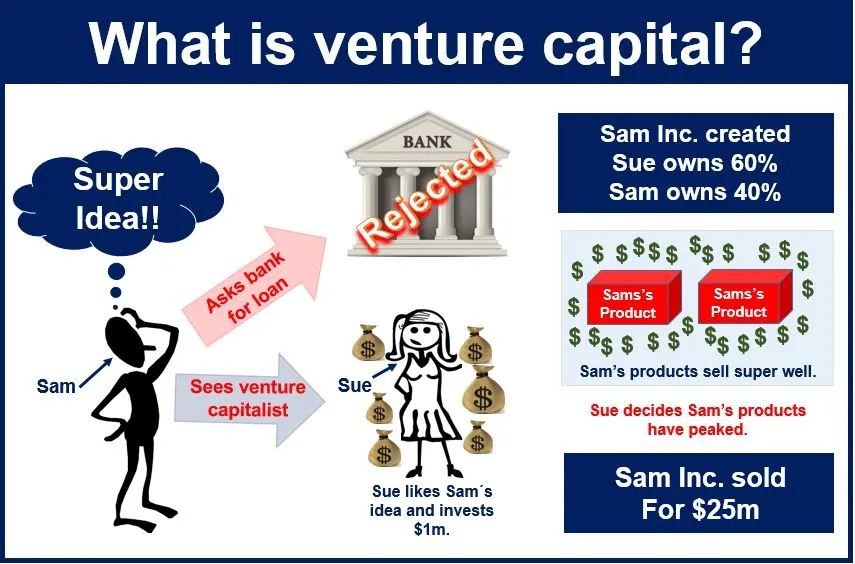 What is venture capital?
Super
Idea!!
Sam
Asks bank
for loan
BANK
Rejected
Sees venture
capitalist
Sue
$
$
$
$
$
$
Sue likes Sam´s
idea and invests
$1m.
Sam Inc. created
Sue owns 60%
Sam owns 40%
$ $ $ $ $ $ $ $ $ $ $ $ $
Sams's
Product
Sams's
Product
$ $ $ $ $ $ $ $ $ $ $ $ $ $ $
Sam’s products sell super well.
Sue decides Sam’s products
have peaked.
Sam Inc. sold
For $25m